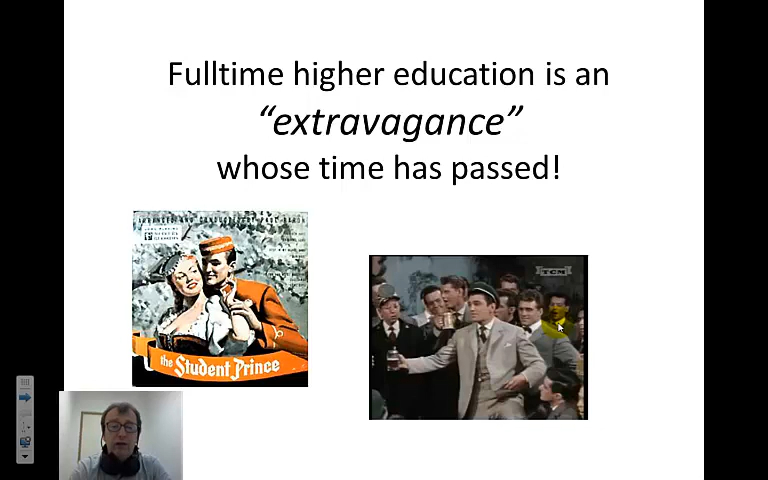 Fulltime higher education is an
“extravagance”
whose time has passed!
the Student Prince
TCM